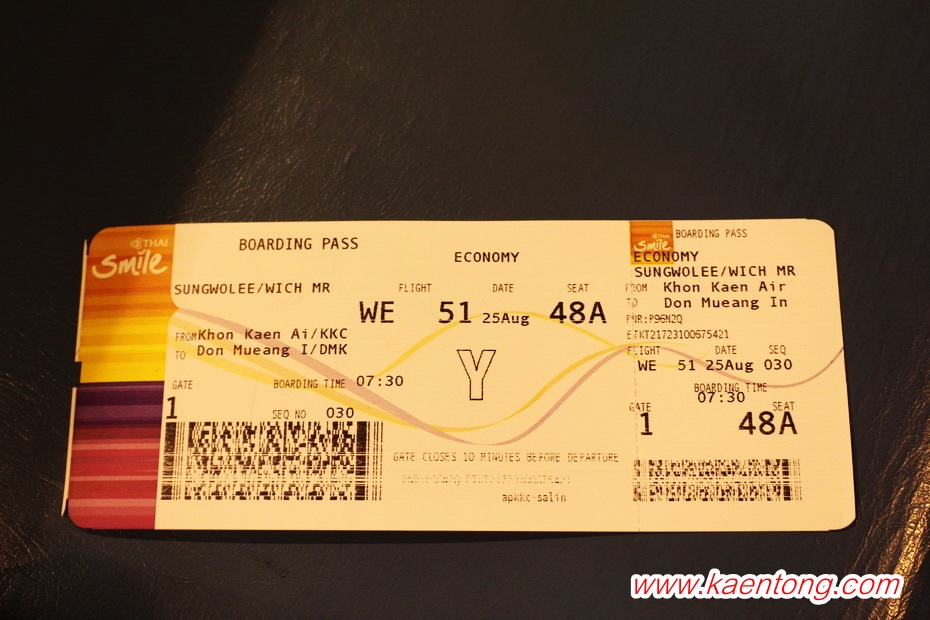 THAI
Smile
BOARDING PASS
ECONOMY
SUNGWOLEE/WICH MR
FLIGHT DATE SEAT
WE 51 25Aug 48A
FROM Khon Kaen Ai/KKC
TO Don Mueang I/DMK
Y
GATE BOARDING TIME 07:30
1 SEQ NO 030
GATE CLOSES 10 MINUTES BEFORE DEPARTURE
apkkc-salin
THAI
Smile
BOARDING PASS
ECONOMY
SUNGWOLEE/WICH MR
FROM Khon Kaen Air
TO Don Mueang In
PNR:P96N2Q
ETKT21723100675421
FLIGHT DATE SEQ
WE 51 25Aug 030
BOARDING TIME
07:30
GATE SEAT
1 48A
www.kaentong.com